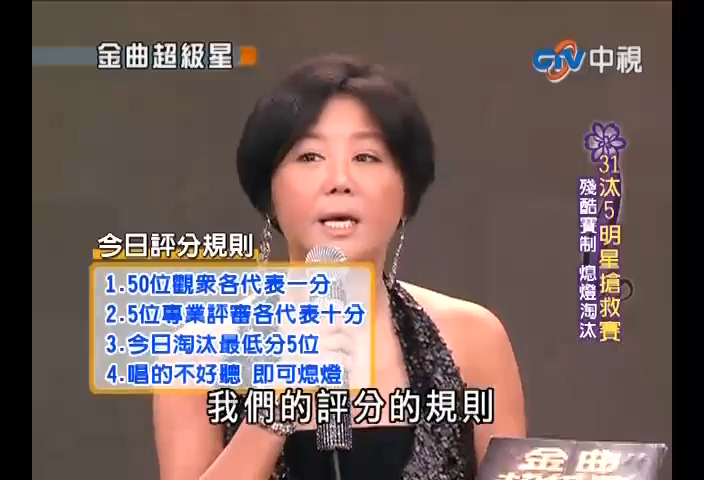 金曲超級星
CTV中視
31汰5明星搶救賽
殘酷賽制 熄燈淘汰
今日評分規則
1.50位觀眾各代表一分
2.5位專業評審各代表十分
3.今日淘汰最低分5位
4.唱的不好聽 即可熄燈
我們的評分的規則
金曲